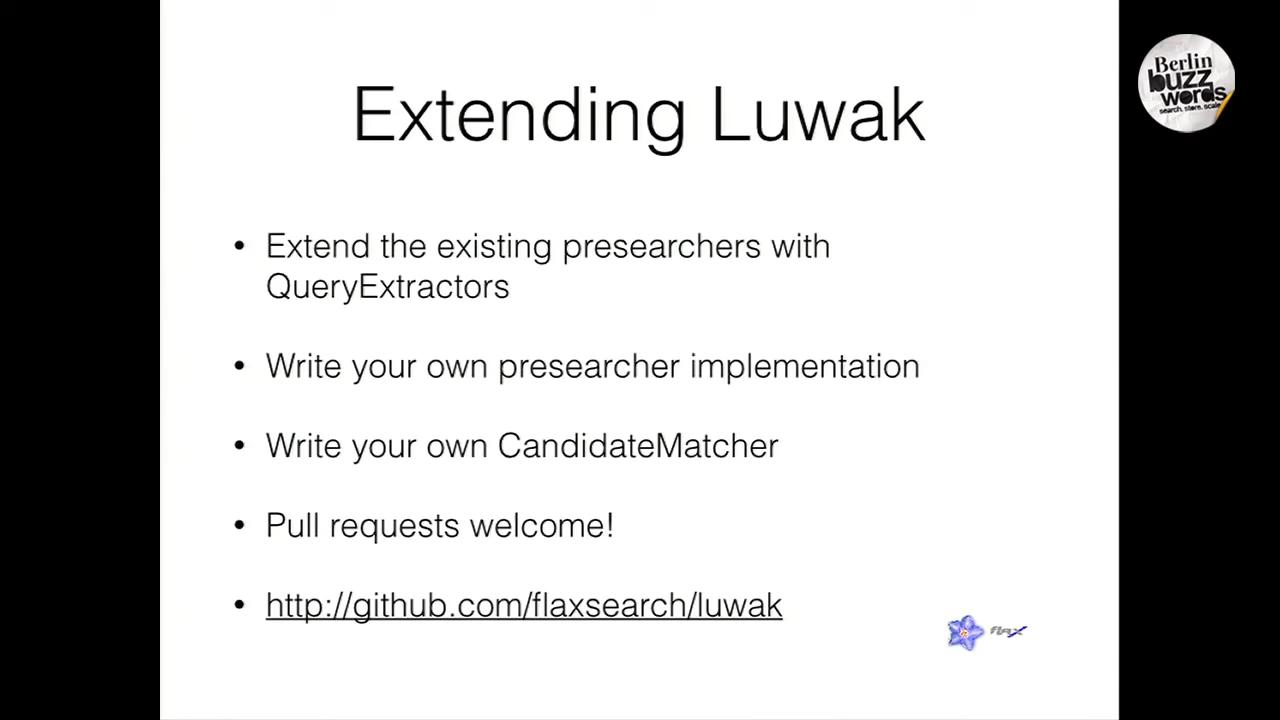 Berlin
buzz
words
search. store. scale
Extending Luwak
• Extend the existing presearchers with
QueryExtractors
• Write your own presearcher implementation
• Write your own CandidateMatcher
• Pull requests welcome!
• http://github.com/flaxsearch/luwak
flax